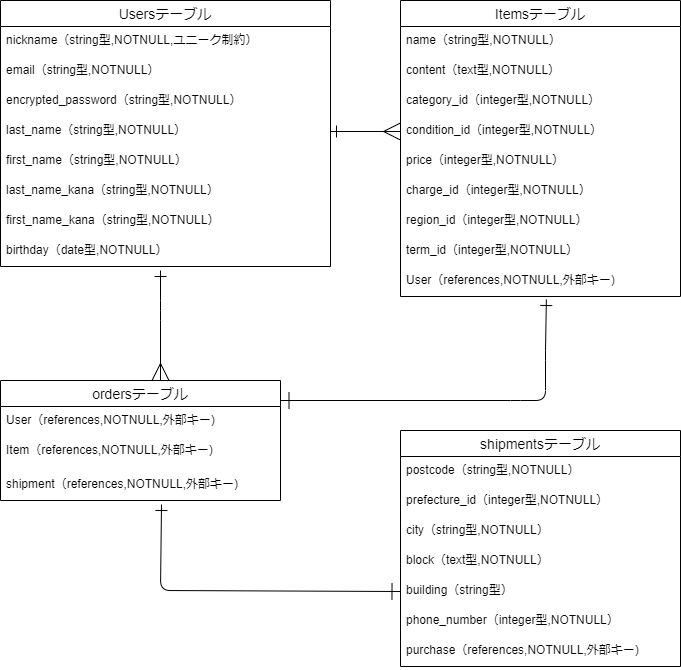 Usersテーブル
nickname（string型,NOTNULL,ユニーク制約）
email（string型,NOTNULL）
encrypted_password（string型,NOTNULL）
last_name（string型,NOTNULL）
first_name（string型,NOTNULL）
last_name_kana（string型,NOTNULL）
first_name_kana（string型,NOTNULL）
birthday（date型,NOTNULL）
Itemsテーブル
name（string型,NOTNULL）
content（text型,NOTNULL）
category_id（integer型,NOTNULL）
condition_id（integer型,NOTNULL）
price（integer型,NOTNULL）
charge_id（integer型,NOTNULL）
region_id（integer型,NOTNULL）
term_id（integer型,NOTNULL）
User（references,NOTNULL,外部キー)
ordersテーブル
User（references,NOTNULL,外部キー)
Item（references,NOTNULL,外部キー)
shipment（references,NOTNULL,外部キー)
shipmentsテーブル
postcode（string型,NOTNULL）
prefecture_id（integer型,NOTNULL）
city（string型,NOTNULL）
block（text型,NOTNULL）
building（string型）
phone_number（integer型,NOTNULL）
purchase（references,NOTNULL,外部キー)